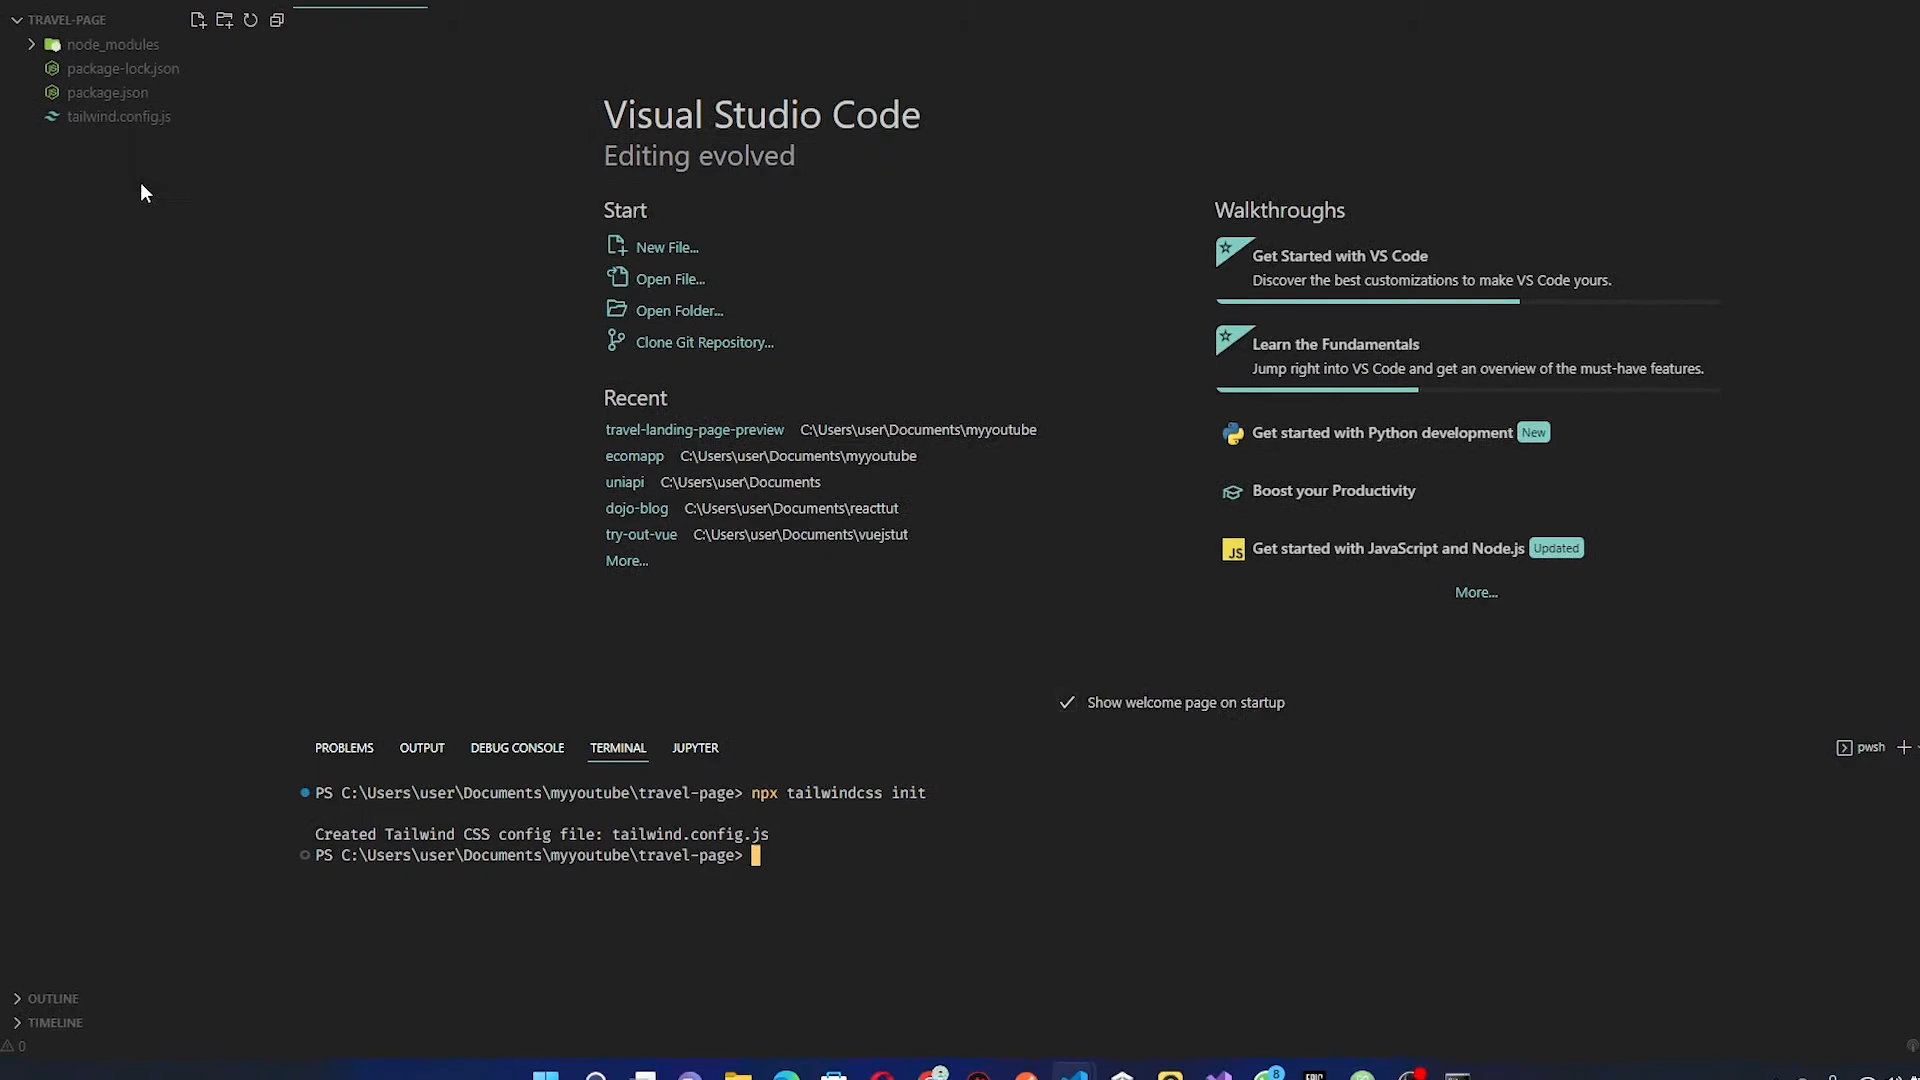 TRAVEL-PAGE
node_modules
package-lock.json
package.json
tailwind.config.js
Visual Studio Code
Editing evolved
Start
New File...
Open File...
Open Folder...
Clone Git Repository...
Recent
travel-landing-page-preview C:\Users\user\Documents\myyoutube
ecomapp C:\Users\user\Documents\myyoutube
uniapi C:\Users\user\Documents
dojo-blog C:\Users\user\Documents\reacttut
try-out-vue C:\Users\user\Documents\vuejstut
More...
Walkthroughs
Get Started with VS Code
Discover the best customizations to make VS Code yours.
Learn the Fundamentals
Jump right into VS Code and get an overview of the must-have features.
Get started with Python development New
Boost your Productivity
JS Get started with JavaScript and Node.js Updated
More...
Show welcome page on startup
PROBLEMS OUTPUT DEBUG CONSOLE TERMINAL JUPYTER
pwsh
PS C:\Users\user\Documents\myyoutube\travel-page> npx tailwindcss init
Created Tailwind CSS config file: tailwind.config.js
PS C:\Users\user\Documents\myyoutube\travel-page>
OUTLINE
TIMELINE
0
8
EPIC